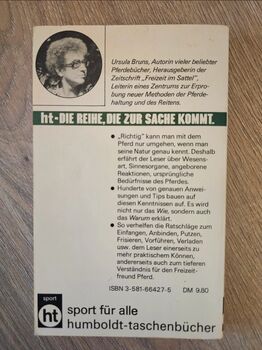 Ursula Bruns, Autorin vieler beliebter
Pferdebücher, Herausgeberin der
Zeitschrift „Freizeit im Sattel",
Leiterin eines Zentrums zur Erpro-
bung neuer Methoden der Pferde-
haltung und des Reitens.
ht-DIE REIHE, DIE ZUR SACHE KOMMT.
● „Richtig" kann man mit dem
Pferd nur umgehen, wenn man
seine Natur genau kennt. Deshalb
erfährt der Leser über Wesens-
art, Sinnesorgane, angeborene
Reaktionen, ursprüngliche
Bedürfnisse des Pferdes.
● Hunderte von genauen Anwei-
sungen und Tips bauen auf
diesen Kenntnissen auf. Es wird
nicht nur das Wie, sondern auch
das Warum erklärt.
● So verhelfen die Ratschläge zum
Einfangen, Anbinden, Putzen,
Frisieren, Vorführen, Verladen
usw. dem Leser einerseits zu
mehr praktischem Können,
andererseits auch zum tieferen
Verständnis für den Freizeit-
freund Pferd.
ISBN 3-581-66427-5 DM 9.80
sport
ht
sport für alle
humboldt-taschenbücher